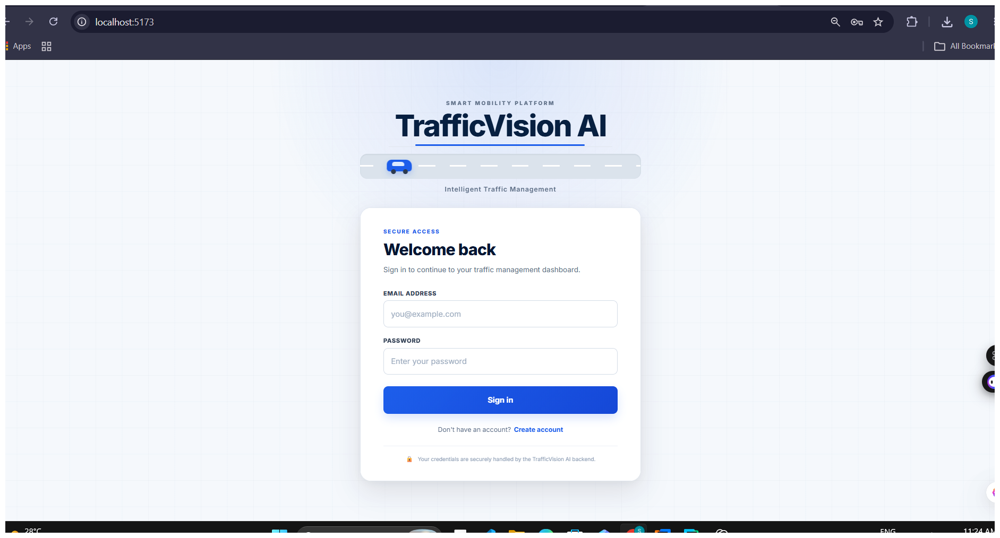 localhost:5173
S
Apps
All Bookmar
SMART MOBILITY PLATFORM
TrafficVision AI
Intelligent Traffic Management
SECURE ACCESS
Welcome back
Sign in to continue to your traffic management dashboard.
EMAIL ADDRESS
you@example.com
PASSWORD
Enter your password
Sign in
Don't have an account? Create account
Your credentials are securely handled by the TrafficVision AI backend.
28°C
S
ENG
11:24 AM